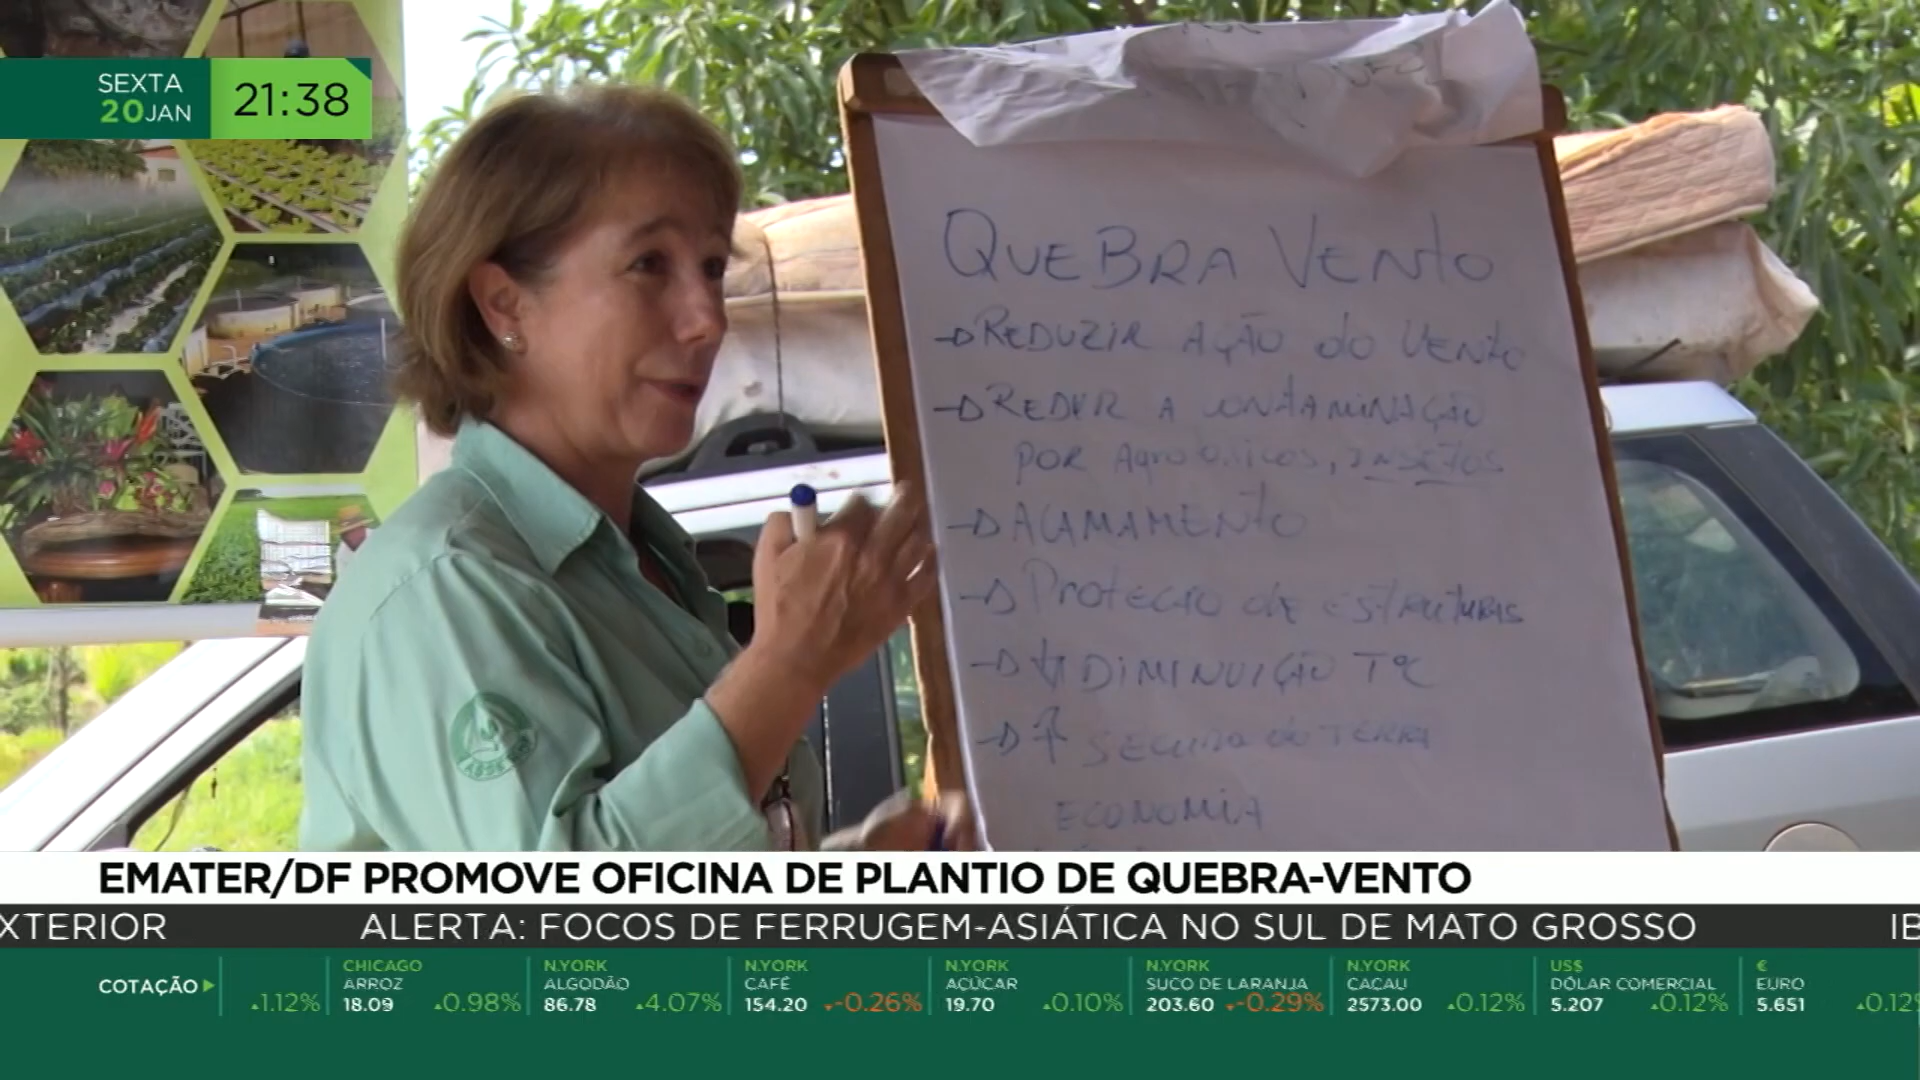 SEXTA
20JAN
21:38
QUEBRA VENTO
REDUZIR AÇÃO do VENTO
A CONTAMINAÇÃO
POR INSETOS
ACAMAMENTO
Proteção de ESTRUTURAS
DIMINUIÇÃO
ECONOMIA
EMATER/DF PROMOVE OFICINA DE PLANTIO DE QUEBRA-VENTO
XTERIOR ALERTA: FOCOS DE FERRUGEM-ASIÁTICA NO SUL DE MATO GROSSO IB
COTAÇÃO
1.12%
CHICAGO
ARROZ
18.09 0.98%
N.YORK
ALGODÃO
86.78 4.07%
N.YORK
CAFÉ
154.20 -0.26%
N.YORK
AÇÚCAR
19.70 0.10%
N.YORK
SUCO DE LARANJA
203.60 -0.29%
N.YORK
CACAU
2573.00 0.12%
US$
DÓLAR COMERCIAL
5.207 0.12%
€
EURO
5.651 0.12